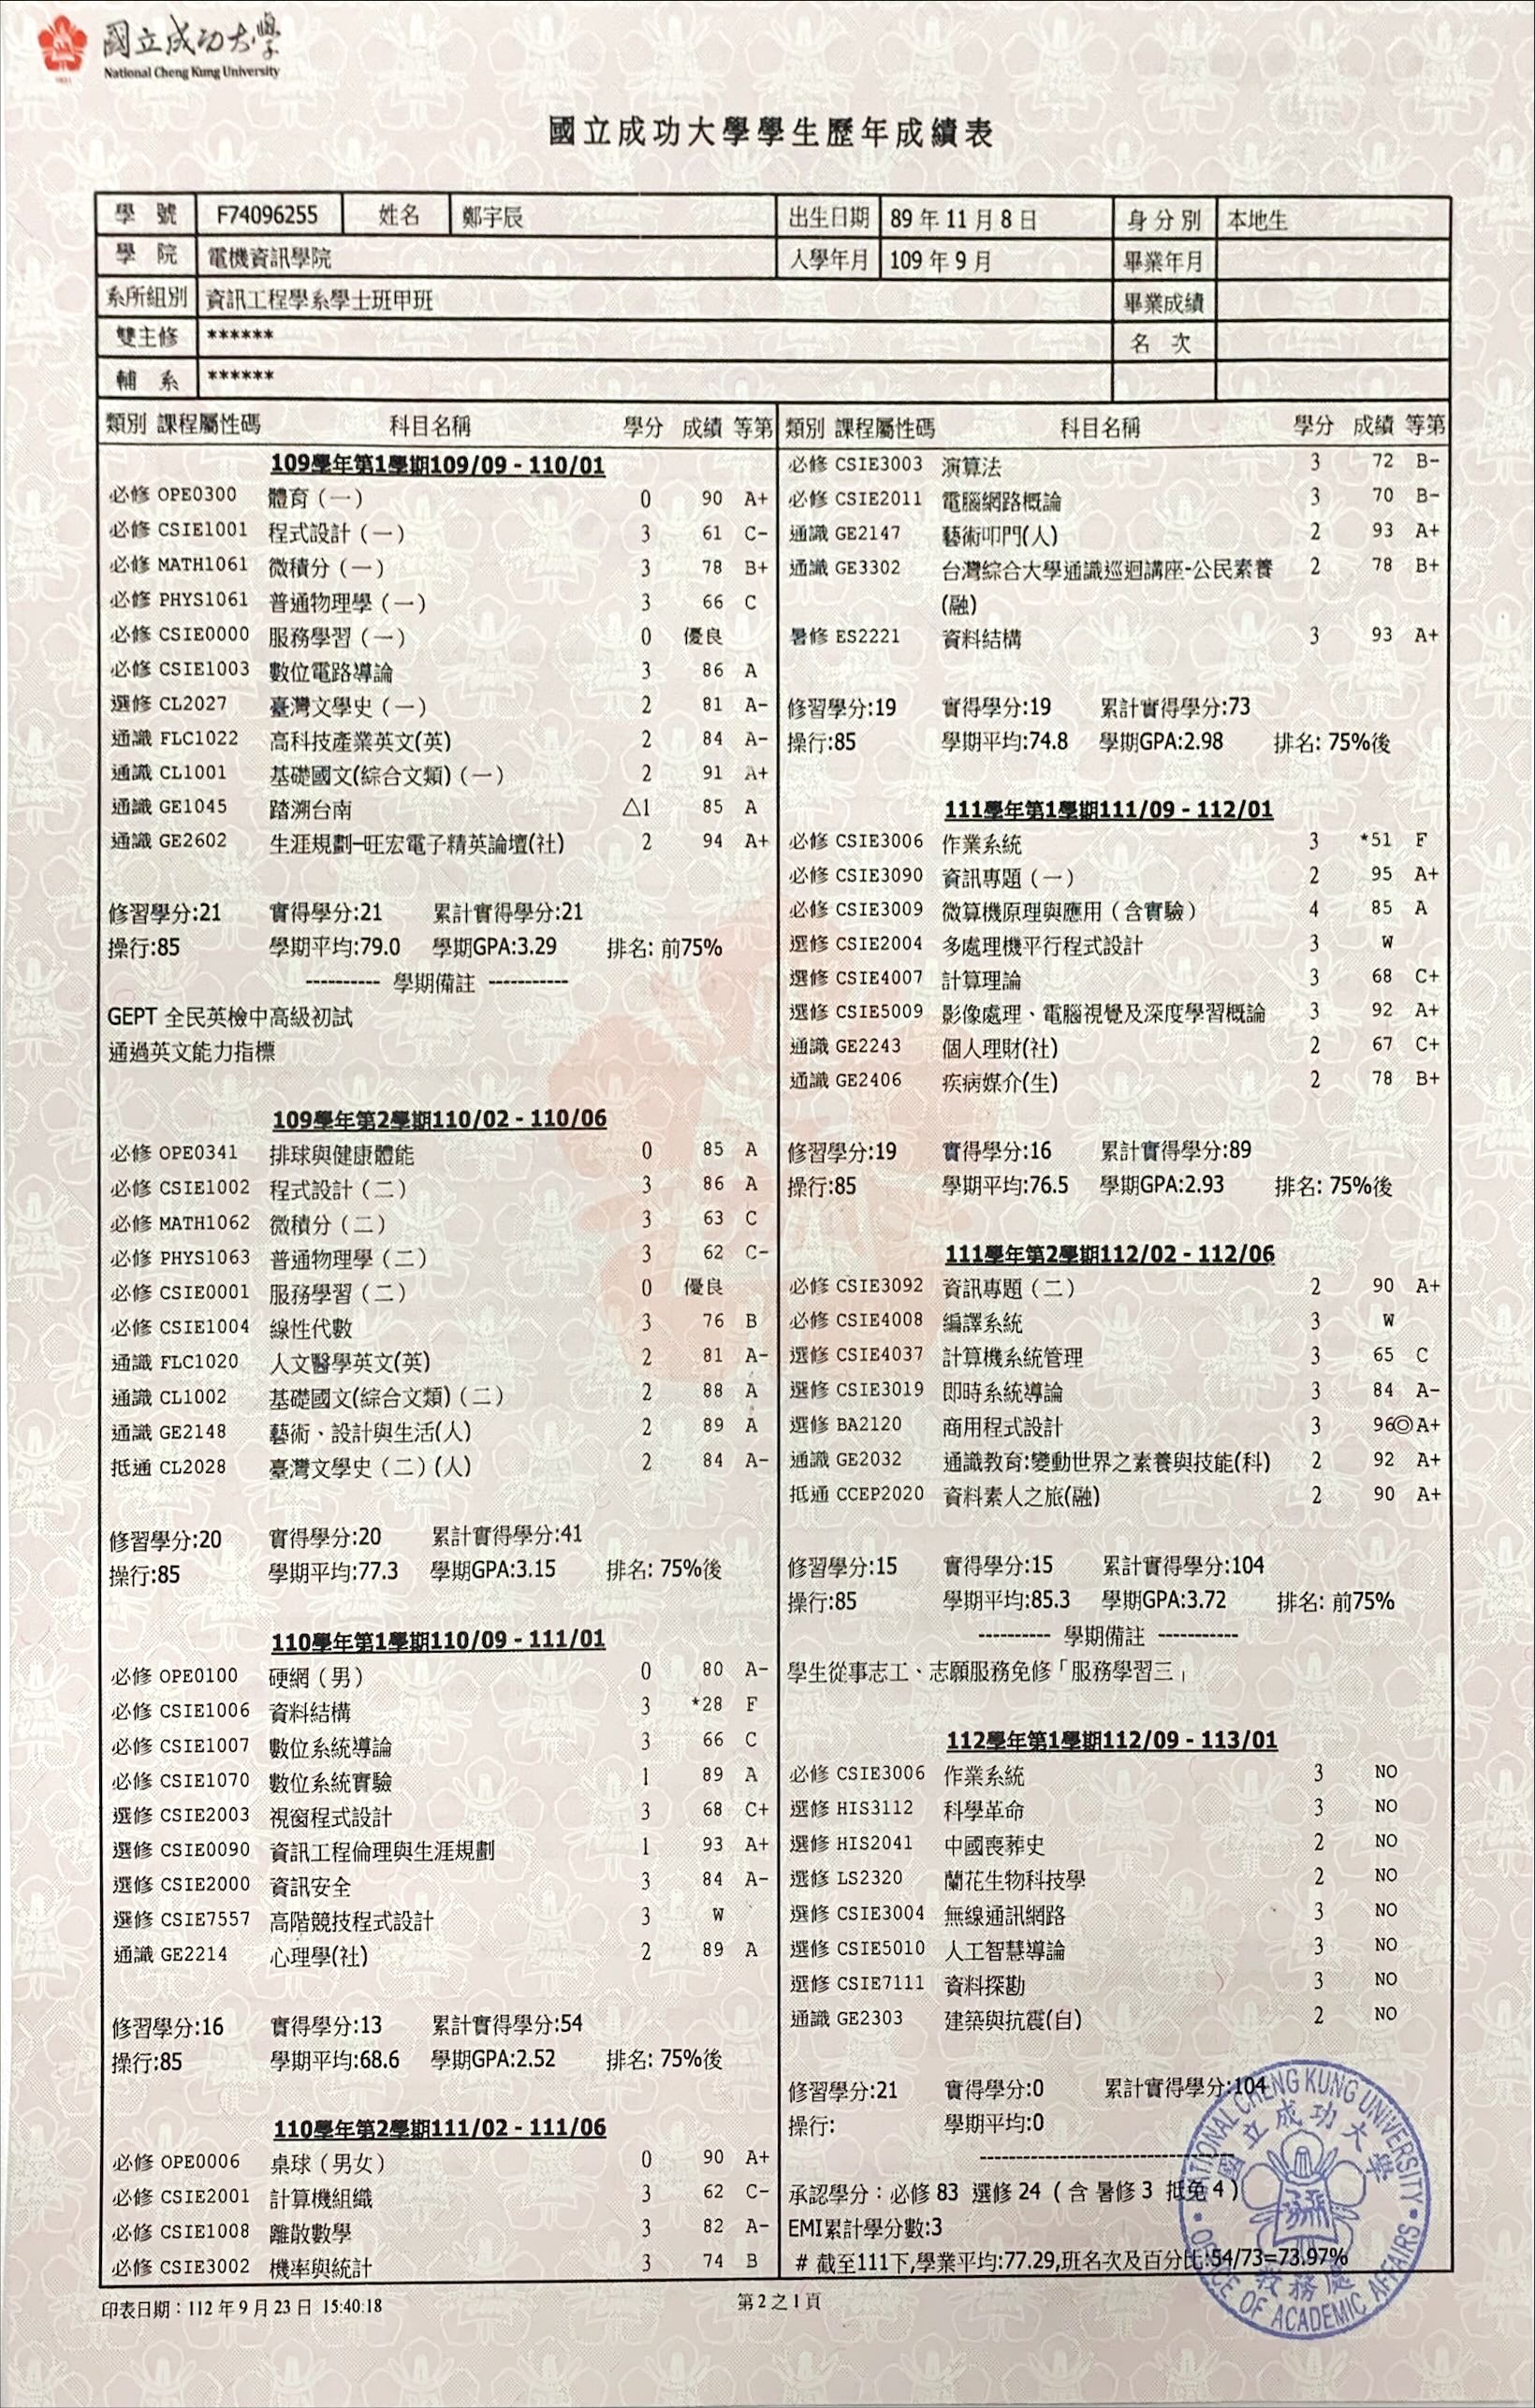 國立成功大學
National Cheng Kung University
國立成功大學學生歷年成績表
學 號 F74096255 姓名 鄭宇辰 出生日期 89 年 11 月 8 日 身分別 本地生
學 院 電機資訊學院 入學年月 109 年 9 月 畢業年月
系所組別 資訊工程學系學士班甲班 畢業成績
雙主修 ****** 名 次
輔 系 ******
類別 課程屬性碼 科目名稱 學分 成績 等第
109學年第1學期109/09 - 110/01
必修 OPE0300 體育(一) 0 90 A+
必修 CSIE1001 程式設計(一) 3 61 C-
必修 MATH1061 微積分(一) 3 78 B+
必修 PHYS1061 普通物理學(一) 3 66 C
必修 CSIE0000 服務學習(一) 0 優良
必修 CSIE1003 數位電路導論 3 86 A
選修 CL2027 臺灣文學史(一) 2 81 A-
通識 FLC1022 高科技產業英文(英) 2 84 A-
通識 CL1001 基礎國文(綜合文類)(一) 2 91 A+
通識 GE1045 踏溯台南 △1 85 A
通識 GE2602 生涯規劃─旺宏電子精英論壇(社) 2 94 A+
修習學分:21 實得學分:21 累計實得學分:21
操行:85 學期平均:79.0 學期GPA:3.29 排名: 前75%
---------- 學期備註 -----------
GEPT 全民英檢中高級初試
通過英文能力指標
109學年第2學期110/02 - 110/06
必修 OPE0341 排球與健康體能 0 85 A
必修 CSIE1002 程式設計(二) 3 86 A
必修 MATH1062 微積分(二) 3 63 C
必修 PHYS1063 普通物理學(二) 3 62 C-
必修 CSIE0001 服務學習(二) 0 優良
必修 CSIE1004 線性代數 3 76 B
通識 FLC1020 人文醫學英文(英) 2 81 A-
通識 CL1002 基礎國文(綜合文類)(二) 2 88 A
通識 GE2148 藝術、設計與生活(人) 2 89 A
抵通 CL2028 臺灣文學史(二)(人) 2 84 A-
修習學分:20 實得學分:20 累計實得學分:41
操行:85 學期平均:77.3 學期GPA:3.15 排名: 75%後
110學年第1學期110/09 - 111/01
必修 OPE0100 硬網(男) 0 80 A-
必修 CSIE1006 資料結構 3 *28 F
必修 CSIE1007 數位系統導論 3 66 C
必修 CSIE1070 數位系統實驗 1 89 A
選修 CSIE2003 視窗程式設計 3 68 C+
選修 CSIE0090 資訊工程倫理與生涯規劃 1 93 A+
選修 CSIE2000 資訊安全 3 84 A-
選修 CSIE7557 高階競技程式設計 3 W
通識 GE2214 心理學(社) 2 89 A
修習學分:16 實得學分:13 累計實得學分:54
操行:85 學期平均:68.6 學期GPA:2.52 排名: 75%後
110學年第2學期111/02 - 111/06
必修 OPE0006 桌球(男女) 0 90 A+
必修 CSIE2001 計算機組織 3 62 C-
必修 CSIE1008 離散數學 3 82 A-
必修 CSIE3002 機率與統計 3 74 B
類別 課程屬性碼 科目名稱 學分 成績 等第
必修 CSIE3003 演算法 3 72 B-
必修 CSIE2011 電腦網路概論 3 70 B-
通識 GE2147 藝術叩門(人) 2 93 A+
通識 GE3302 台灣綜合大學通識巡迴講座-公民素養 2 78 B+
(融)
暑修 ES2221 資料結構 3 93 A+
修習學分:19 實得學分:19 累計實得學分:73
操行:85 學期平均:74.8 學期GPA:2.98 排名: 75%後
111學年第1學期111/09 - 112/01
必修 CSIE3006 作業系統 3 *51 F
必修 CSIE3090 資訊專題(一) 2 95 A+
必修 CSIE3009 微算機原理與應用(含實驗) 4 85 A
選修 CSIE2004 多處理機平行程式設計 3 W
選修 CSIE4007 計算理論 3 68 C+
選修 CSIE5009 影像處理、電腦視覺及深度學習概論 3 92 A+
通識 GE2243 個人理財(社) 2 67 C+
通識 GE2406 疾病媒介(生) 2 78 B+
修習學分:19 實得學分:16 累計實得學分:89
操行:85 學期平均:76.5 學期GPA:2.93 排名: 75%後
111學年第2學期112/02 - 112/06
必修 CSIE3092 資訊專題(二) 2 90 A+
必修 CSIE4008 編譯系統 3 W
選修 CSIE4037 計算機系統管理 3 65 C
選修 CSIE3019 即時系統導論 3 84 A-
選修 BA2120 商用程式設計 3 96◎A+
通識 GE2032 通識教育:變動世界之素養與技能(科) 2 92 A+
抵通 CCEP2020 資料素人之旅(融) 2 90 A+
修習學分:15 實得學分:15 累計實得學分:104
操行:85 學期平均:85.3 學期GPA:3.72 排名: 前75%
---------- 學期備註 -----------
學生從事志工、志願服務免修「服務學習三」
112學年第1學期112/09 - 113/01
必修 CSIE3006 作業系統 3 NO
選修 HIS3112 科學革命 3 NO
選修 HIS2041 中國喪葬史 2 NO
選修 LS2320 蘭花生物科技學 2 NO
選修 CSIE3004 無線通訊網路 3 NO
選修 CSIE5010 人工智慧導論 3 NO
選修 CSIE7111 資料探勘 3 NO
通識 GE2303 建築與抗震(自) 2 NO
修習學分:21 實得學分:0 累計實得學分:104
操行: 學期平均:0
----------------------------------
承認學分：必修 83 選修 24 ( 含 暑修 3 抵免 4 )
EMI累計學分數:3
# 截至111下,學業平均:77.29,班名次及百分比:54/73=73.97%
NATIONAL CHENG KUNG UNIVERSITY
國立成功大學
教務處
OFFICE OF ACADEMIC AFFAIRS
印表日期：112 年 9 月 23 日 15:40:18
第 2 之 1 頁